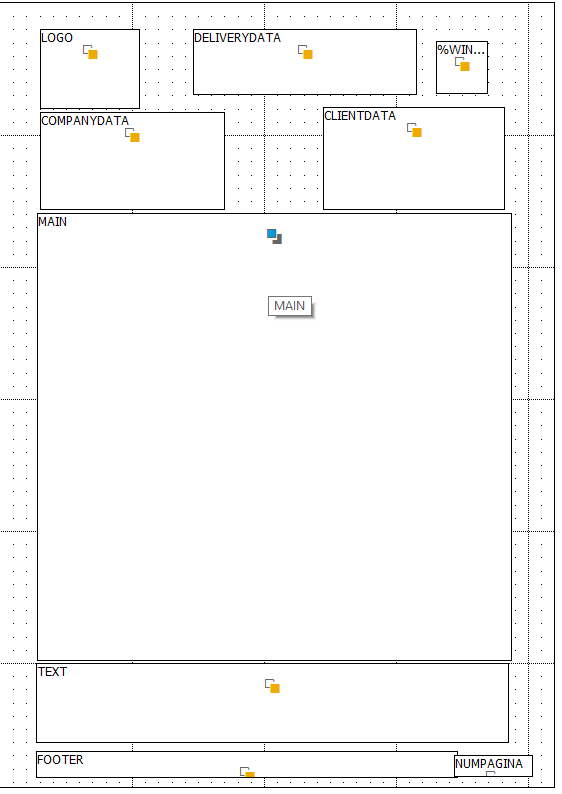 LOGO
DELIVERYDATA
%WIN...
COMPANYDATA
CLIENTDATA
MAIN
MAIN
TEXT
FOOTER
NUMPAGINA